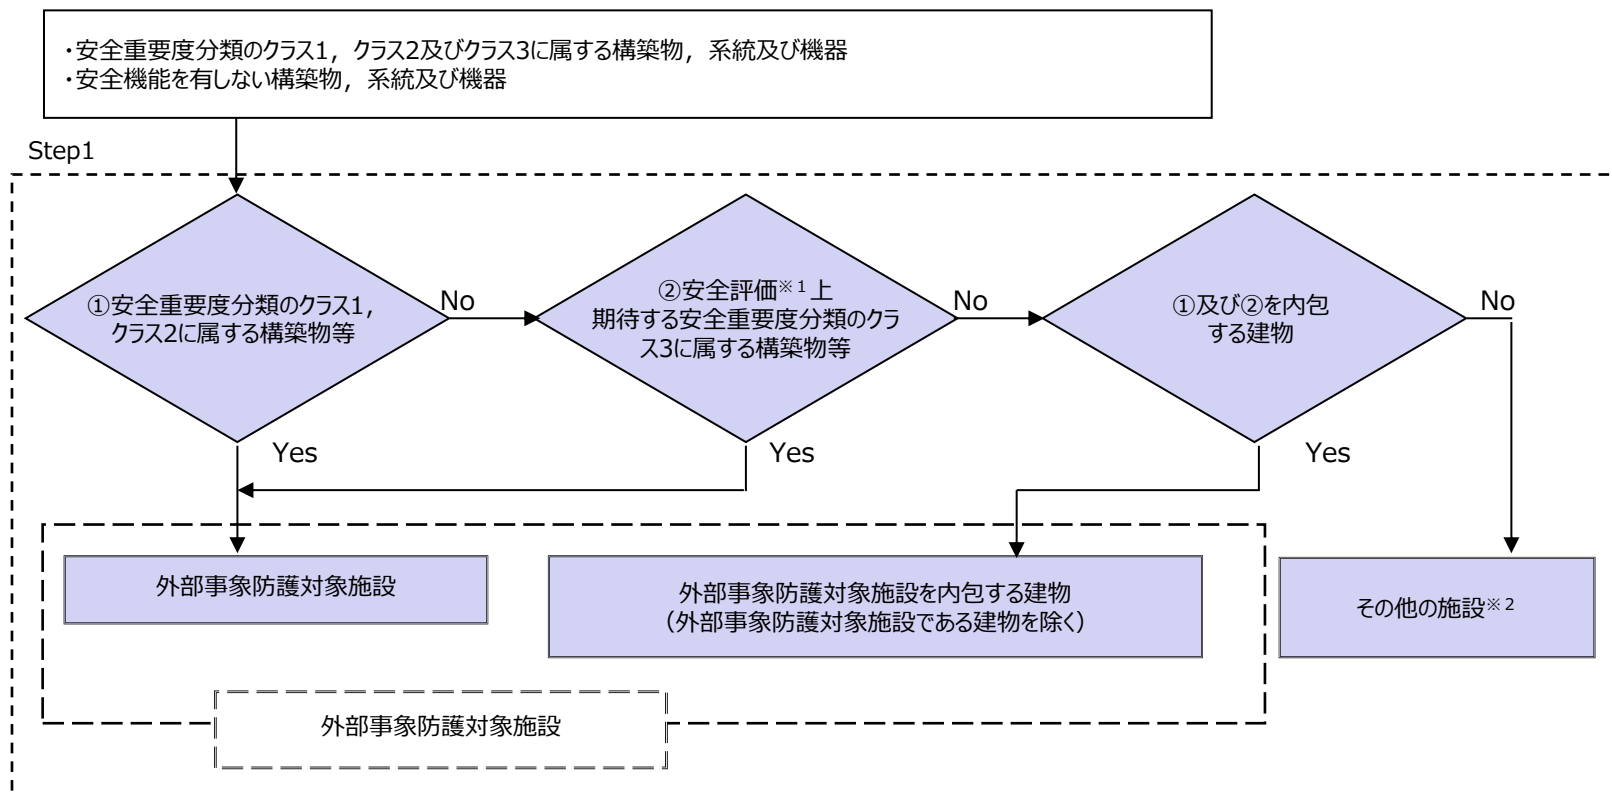 ・安全重要度分類のクラス1，クラス2及びクラス3に属する構築物，系統及び機器
・安全機能を有しない構築物，系統及び機器
Step1
①安全重要度分類のクラス1，
クラス2に属する構築物等
No
②安全評価※1上
期待する安全重要度分類のクラ
ス3に属する構築物等
No
①及び②を内包
する建物
No
Yes
Yes
Yes
外部事象防護対象施設
外部事象防護対象施設を内包する建物
（外部事象防護対象施設である建物を除く）
その他の施設※2
外部事象防護対象施設